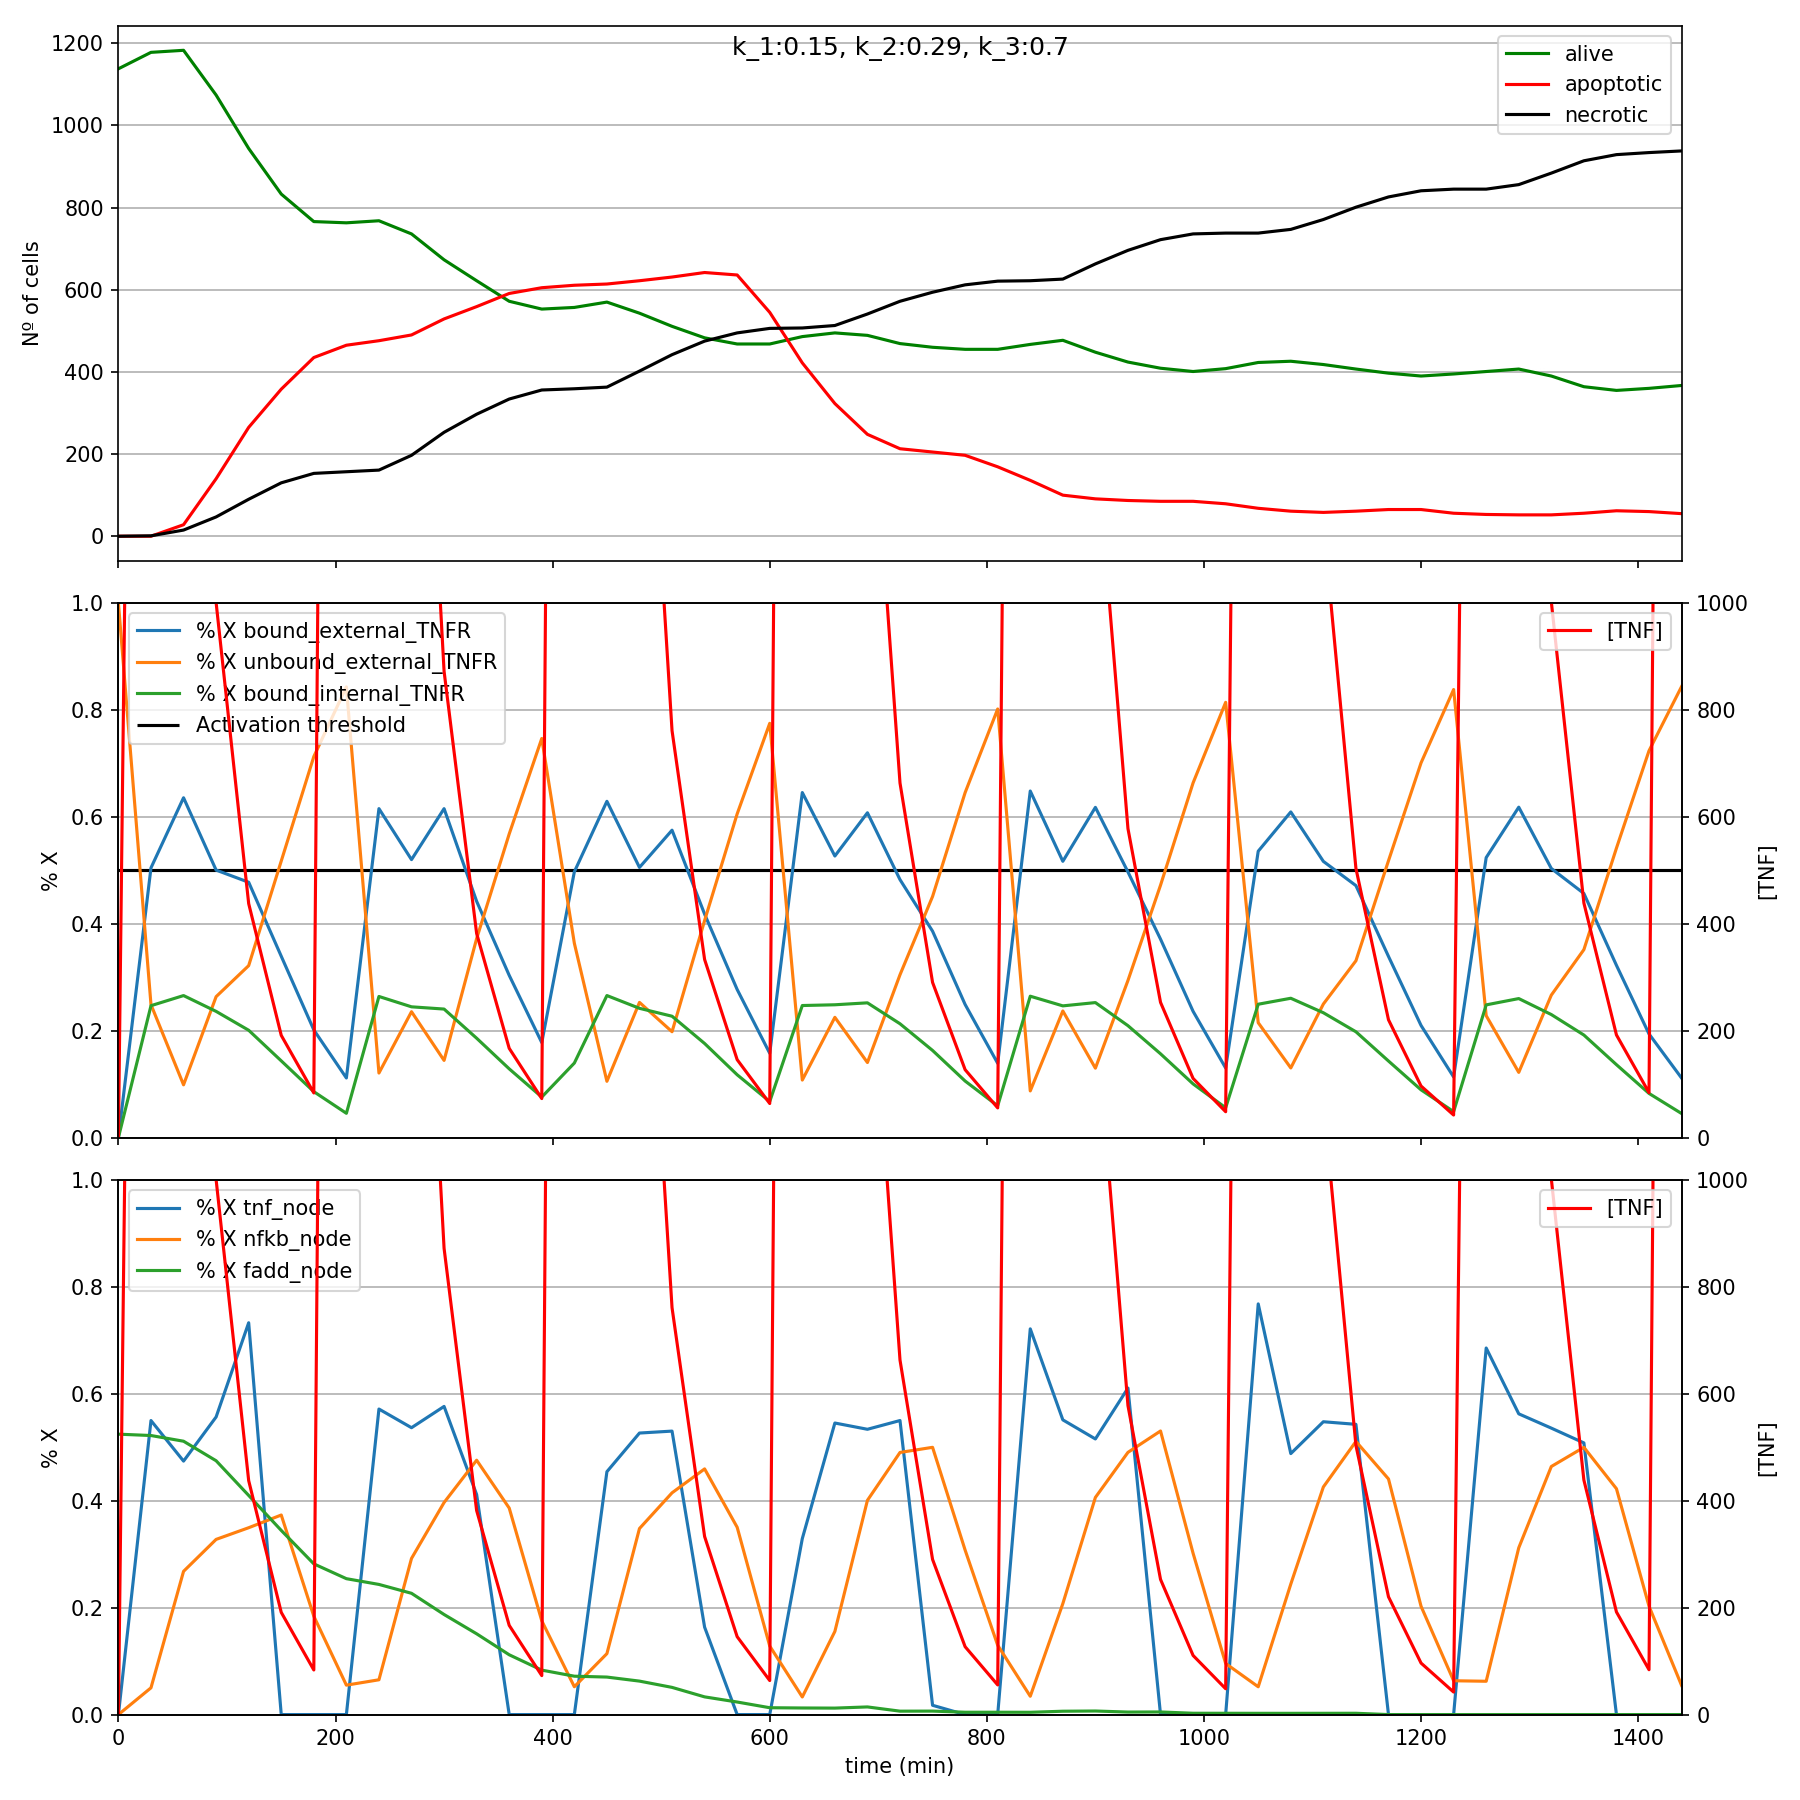 k_1:0.15, k_2:0.29, k_3:0.7
alive
apoptotic
necrotic
1200
1000
800
600
400
200
0
Nº of cells
% X bound_external_TNFR
% X unbound_external_TNFR
% X bound_internal_TNFR
Activation threshold
[TNF]
1.0
0.8
0.6
0.4
0.2
0.0
% X
1000
800
600
400
200
0
[TNF]
% X tnf_node
% X nfkb_node
% X fadd_node
[TNF]
1.0
0.8
0.6
0.4
0.2
0.0
% X
1000
800
600
400
200
0
[TNF]
0 200 400 600 800 1000 1200 1400
time (min)